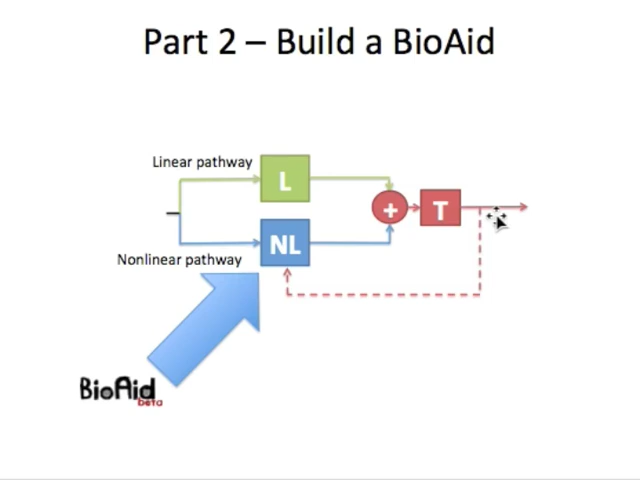 Part 2 – Build a BioAid
Linear pathway
L
+
T
NL
Nonlinear pathway
BioAid
beta